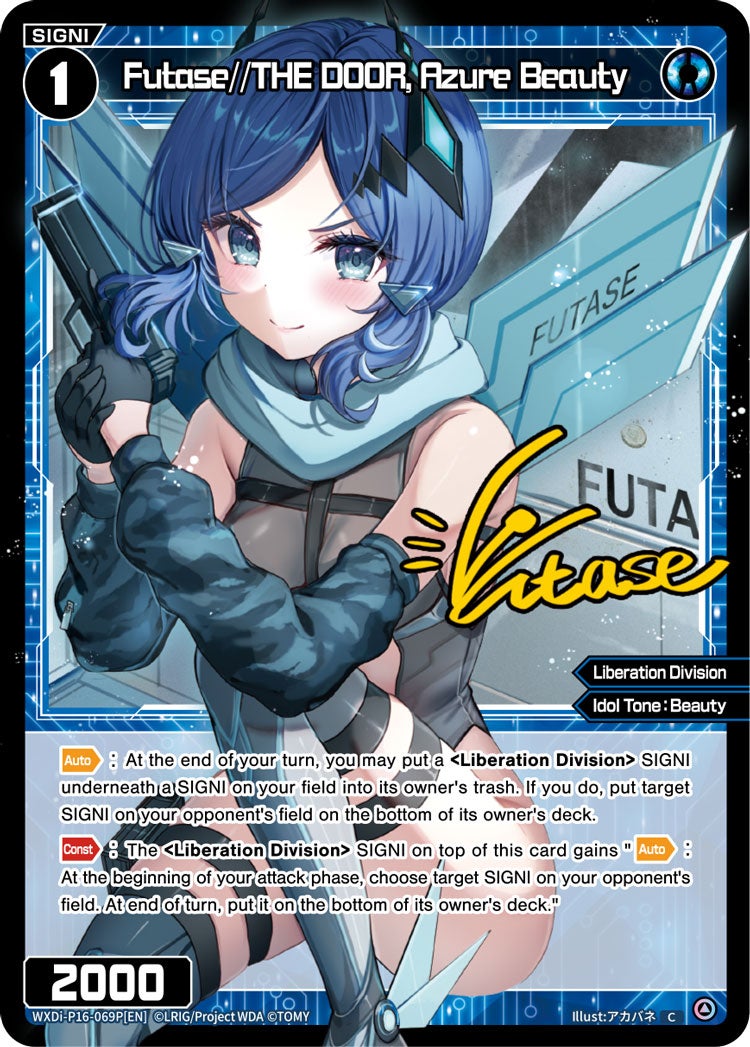 SIGNI
1
Futase//THE DOOR, Azure Beauty
FUTASE
FUTA
Futase
Liberation Division
Idol Tone：Beauty
Auto : At the end of your turn, you may put a <Liberation Division> SIGNI
underneath a SIGNI on your field into its owner's trash. If you do, put target
SIGNI on your opponent's field on the bottom of its owner's deck.
Const : The <Liberation Division> SIGNI on top of this card gains " Auto :
At the beginning of your attack phase, choose target SIGNI on your opponent's
field. At end of turn, put it on the bottom of its owner's deck."
2000
WXDi-P16-069P[EN] ©LRIG/Project WDA ©TOMY
Illust:アカバネ C